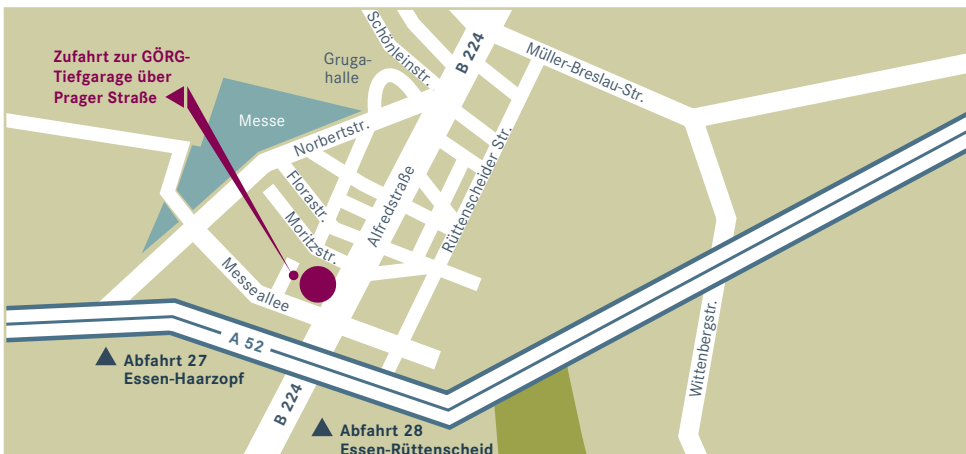 Zufahrt zur GÖRG-
Tiefgarage über
Prager Straße
Messe
Gruga-
halle
Schönleinstr.
B 224
Müller-Breslau-Str.
Norbertstr.
Florastr.
Moritzstr.
Alfredstraße
Rüttenscheider Str.
Messeallee
A 52
Wittenbergstr.
Abfahrt 27
Essen-Haarzopf
B 224
Abfahrt 28
Essen-Rüttenscheid